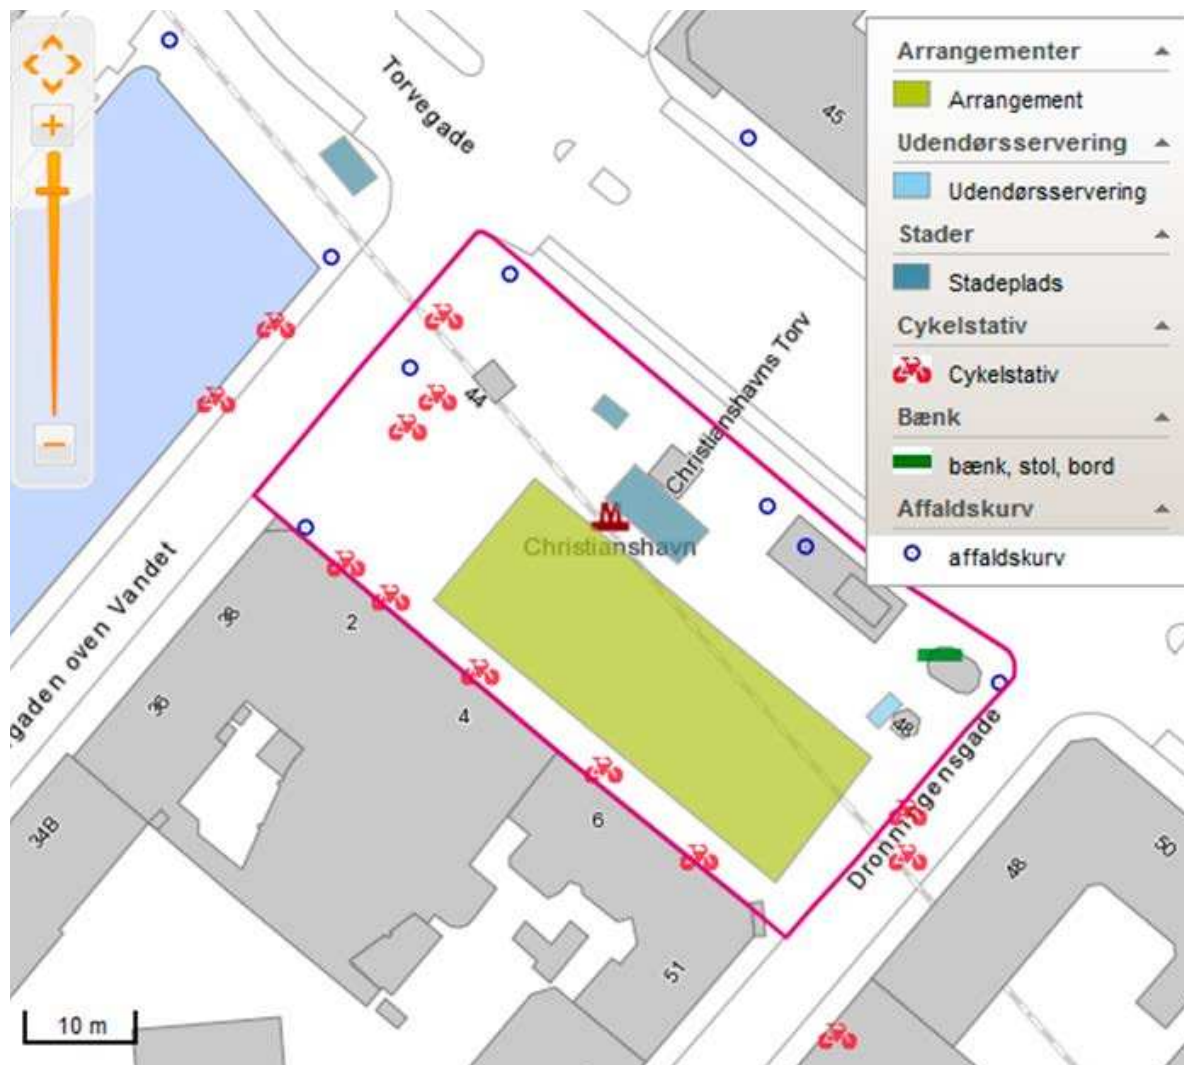 Torvegade
45
Arrangementer
Arrangement
Udendørsservering
Udendørsservering
Stader
Stadeplads
Cykelstativ
Cykelstativ
Bænk
bænk, stol, bord
Affaldskurv
affaldskurv
Christianshavns Torv
44
M
Christianshavn
gaden oven Vandet
38
2
36
4
48
Dronningensgade
34B
6
48
50
51
10 m